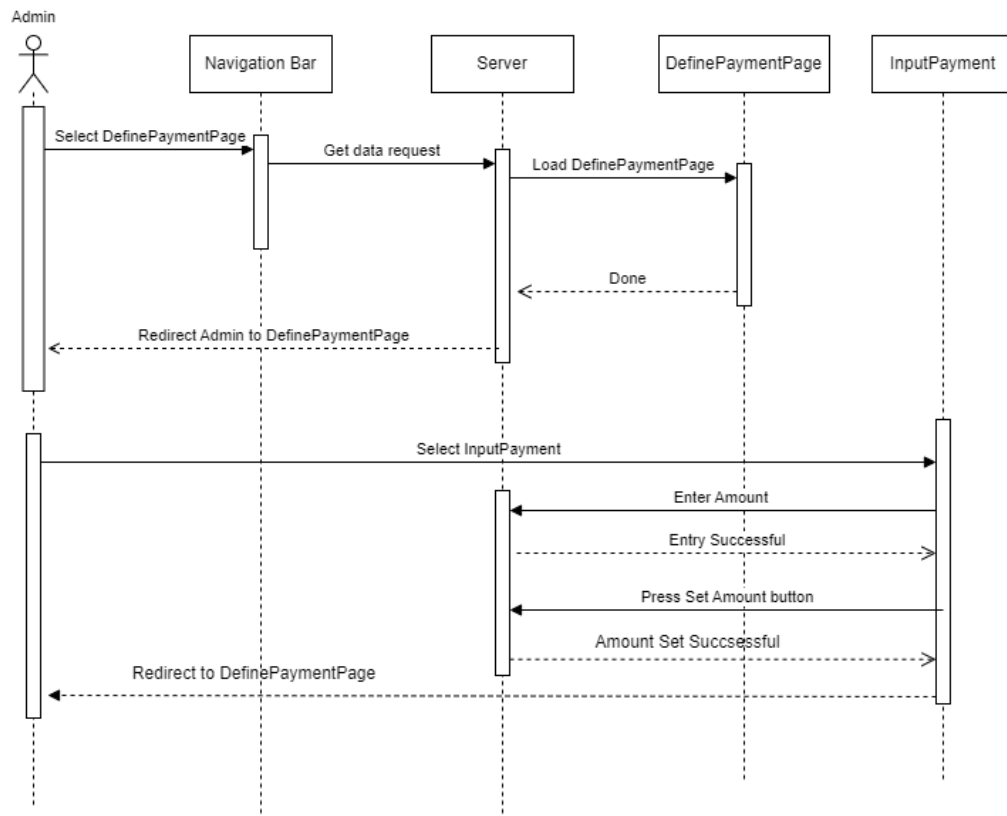 Admin
Navigation Bar
Server
DefinePaymentPage
InputPayment
Select DefinePaymentPage
Get data request
Load DefinePaymentPage
Done
Redirect Admin to DefinePaymentPage
Select InputPayment
Enter Amount
Entry Successful
Press Set Amount button
Amount Set Succsessful
Redirect to DefinePaymentPage